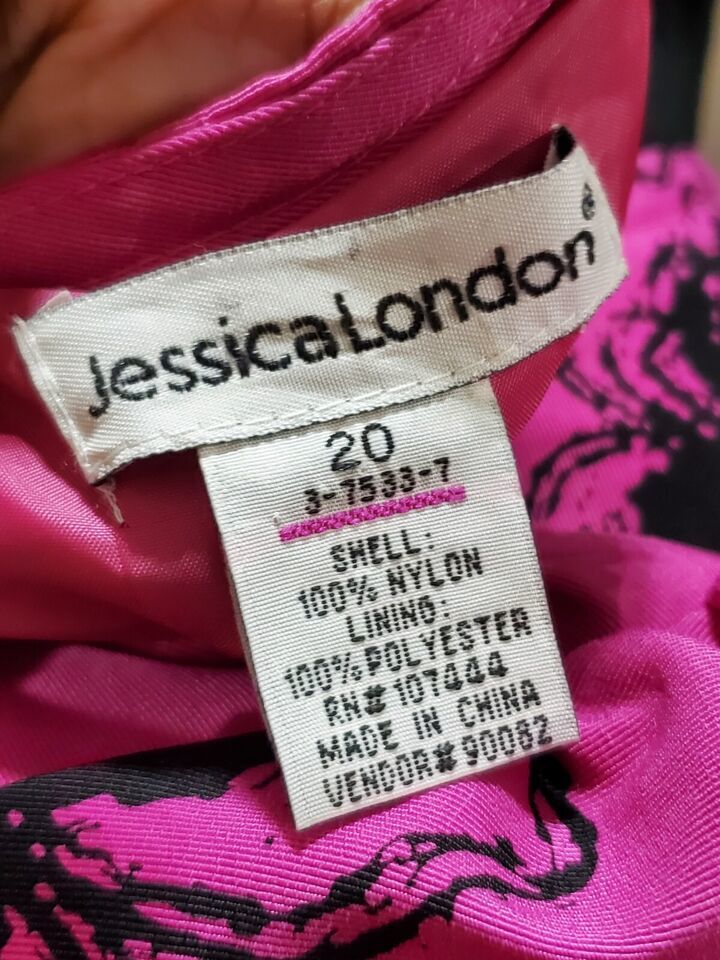 JessicaLondon®
20
3-7533-7
SHELL:
100% NYLON
LINING:
100% POLYESTER
RN# 107444
MADE IN CHINA
VENDOR# 90082